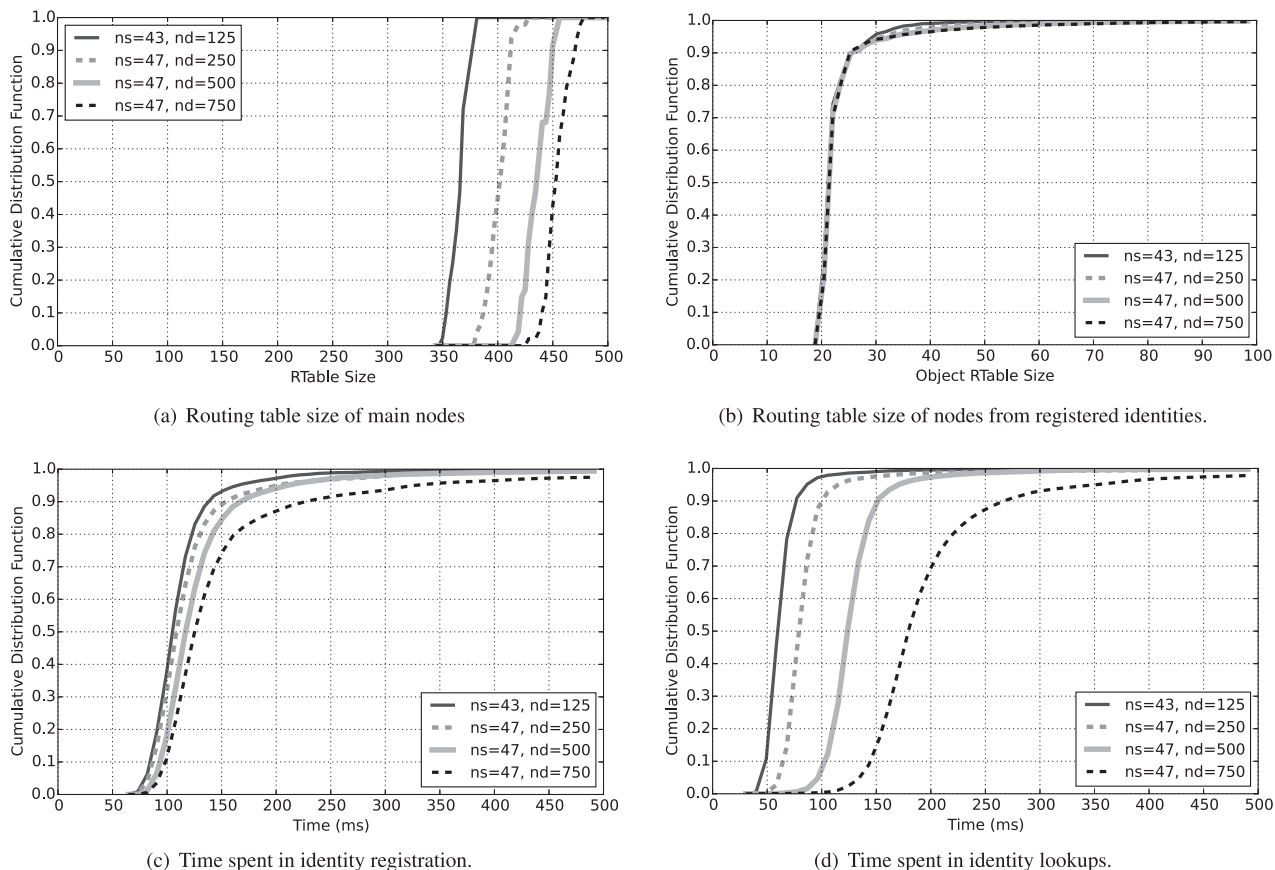 Cumulative Distribution Function
1.0
0.9
0.8
0.7
0.6
0.5
0.4
0.3
0.2
0.1
0.0
ns=43, nd=125
ns=47, nd=250
ns=47, nd=500
ns=47, nd=750
0 50 100 150 200 250 300 350 400 450 500
RTable Size
(a) Routing table size of main nodes
Cumulative Distribution Function
1.0
0.9
0.8
0.7
0.6
0.5
0.4
0.3
0.2
0.1
0.0
ns=43, nd=125
ns=47, nd=250
ns=47, nd=500
ns=47, nd=750
0 10 20 30 40 50 60 70 80 90 100
Object RTable Size
(b) Routing table size of nodes from registered identities.
Cumulative Distribution Function
1.0
0.9
0.8
0.7
0.6
0.5
0.4
0.3
0.2
0.1
0.0
ns=43, nd=125
ns=47, nd=250
ns=47, nd=500
ns=47, nd=750
0 50 100 150 200 250 300 350 400 450 500
Time (ms)
(c) Time spent in identity registration.
Cumulative Distribution Function
1.0
0.9
0.8
0.7
0.6
0.5
0.4
0.3
0.2
0.1
0.0
ns=43, nd=125
ns=47, nd=250
ns=47, nd=500
ns=47, nd=750
0 50 100 150 200 250 300 350 400 450 500
Time (ms)
(d) Time spent in identity lookups.